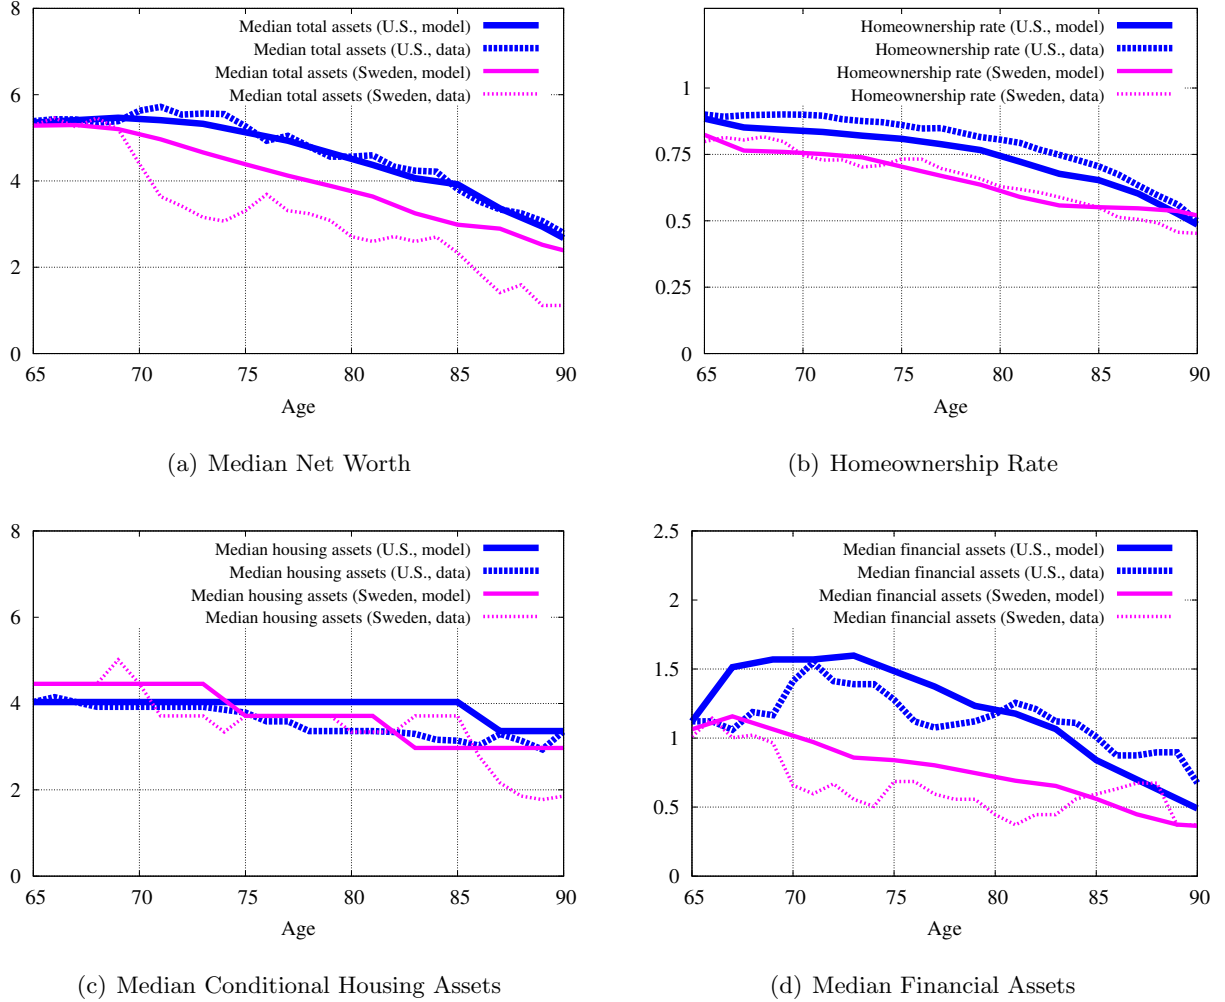 8
6
4
2
0
65
70
75
80
85
90
Age
Median total assets (U.S., model)
Median total assets (U.S., data)
Median total assets (Sweden, model)
Median total assets (Sweden, data)
(a) Median Net Worth
1
0.75
0.5
0.25
0
65
70
75
80
85
90
Age
Homeownership rate (U.S., model)
Homeownership rate (U.S., data)
Homeownership rate (Sweden, model)
Homeownership rate (Sweden, data)
(b) Homeownership Rate
8
6
4
2
0
65
70
75
80
85
90
Age
Median housing assets (U.S., model)
Median housing assets (U.S., data)
Median housing assets (Sweden, model)
Median housing assets (Sweden, data)
(c) Median Conditional Housing Assets
2.5
2
1.5
1
0.5
0
65
70
75
80
85
90
Age
Median financial assets (U.S., model)
Median financial assets (U.S., data)
Median financial assets (Sweden, model)
Median financial assets (Sweden, data)
(d) Median Financial Assets